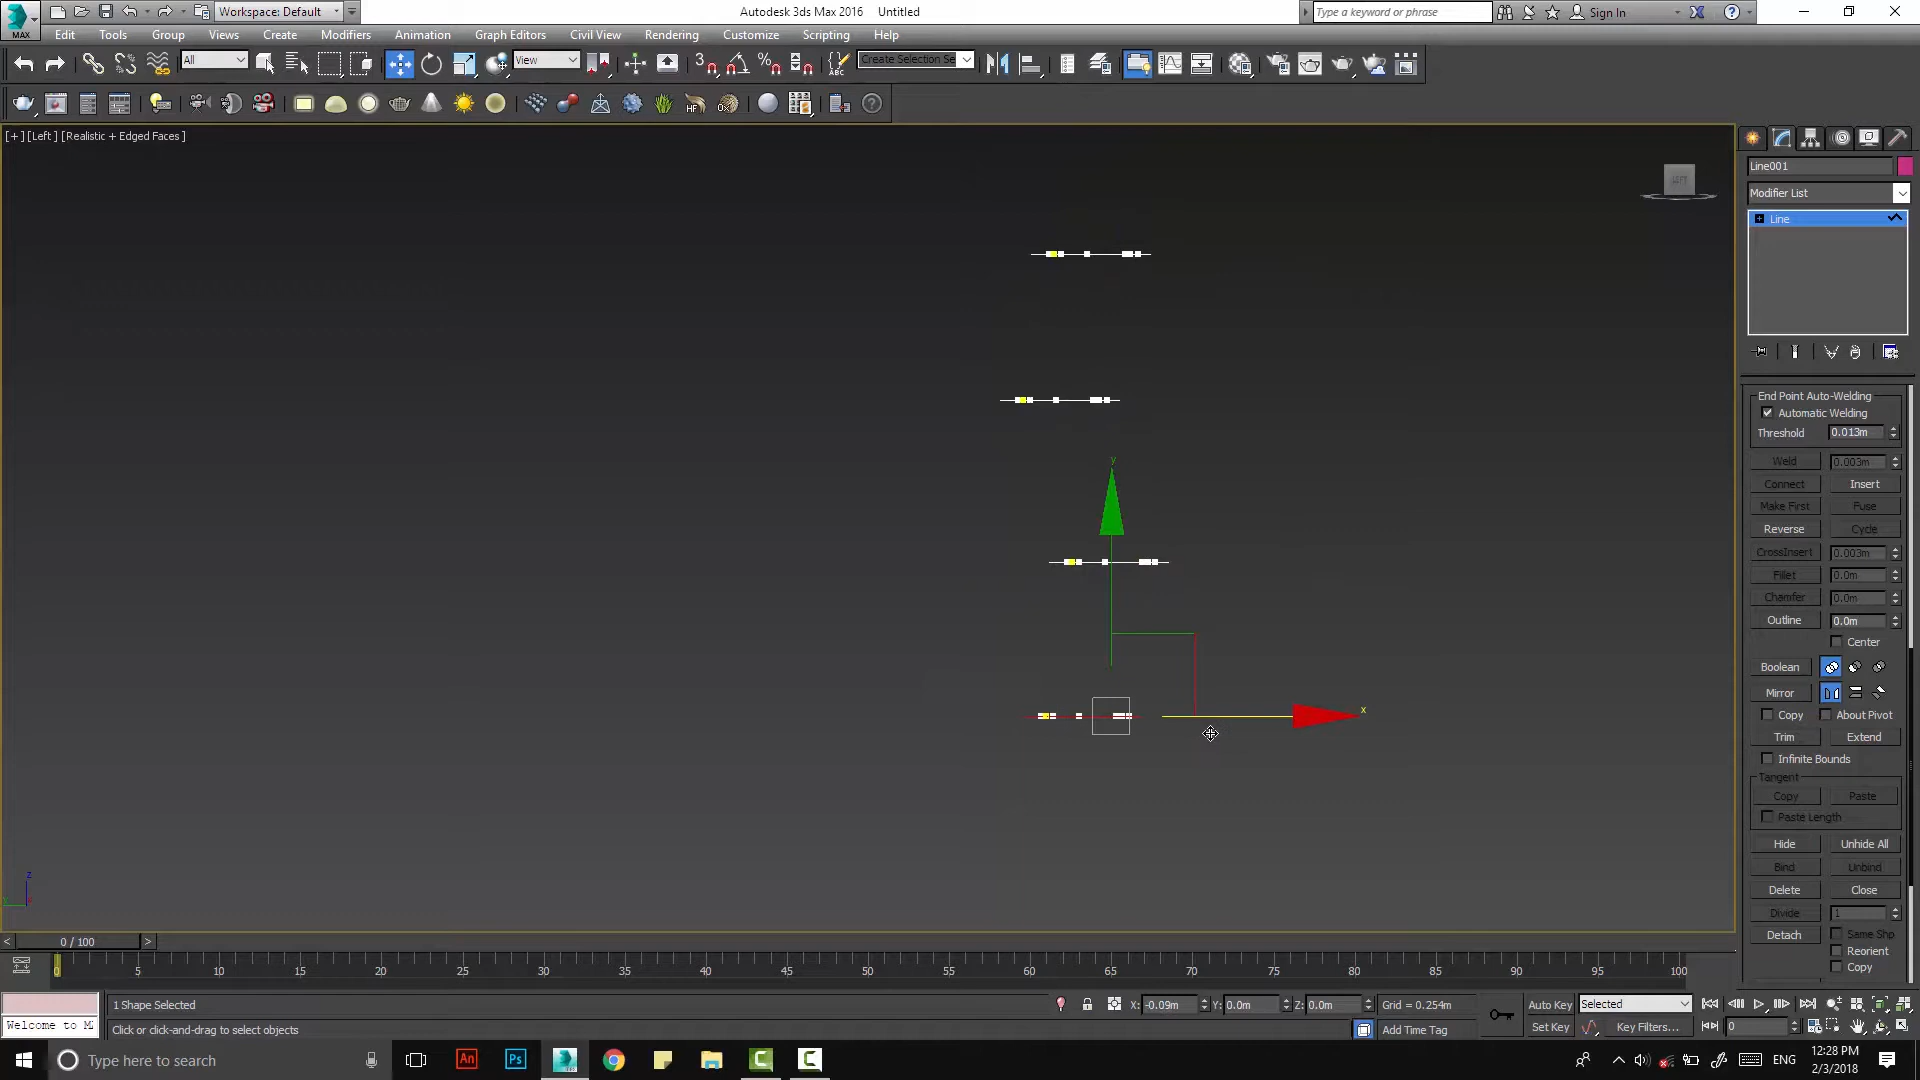 Workspace: Default
Autodesk 3ds Max 2016    Untitled
Type a keyword or phrase
Sign In
MAX
Edit Tools Group Views Create Modifiers Animation Graph Editors Civil View Rendering Customize Scripting Help
All
View
3
ABC
Create Selection Se
HF
[+] [Left] [Realistic + Edged Faces]
LEFT
Line001
Modifier List
Line
End Point Auto-Welding
Automatic Welding
Threshold 0.013m
Weld 0.003m
Connect Insert
Make First Fuse
Reverse Cycle
CrossInsert 0.003m
Fillet 0.0m
Chamfer 0.0m
Outline 0.0m
Center
Boolean
Mirror
Copy About Pivot
Trim Extend
Infinite Bounds
Tangent
Copy Paste
Paste Length
Hide Unhide All
Bind Unbind
Delete Close
Divide 1
Detach Same Shp
Reorient
Copy
y
x
z
y
< 0 / 100 >
0 5 10 15 20 25 30 35 40 45 50 55 60 65 70 75 80 85 90 95 100
1 Shape Selected
X: -0.09m Y: 0.0m Z: 0.0m Grid = 0.254m
Auto Key Selected
Welcome to M
Click or click-and-drag to select objects
Add Time Tag
Set Key Key Filters... 0
Type here to search
An
Ps
ENG
12:28 PM
2/3/2018